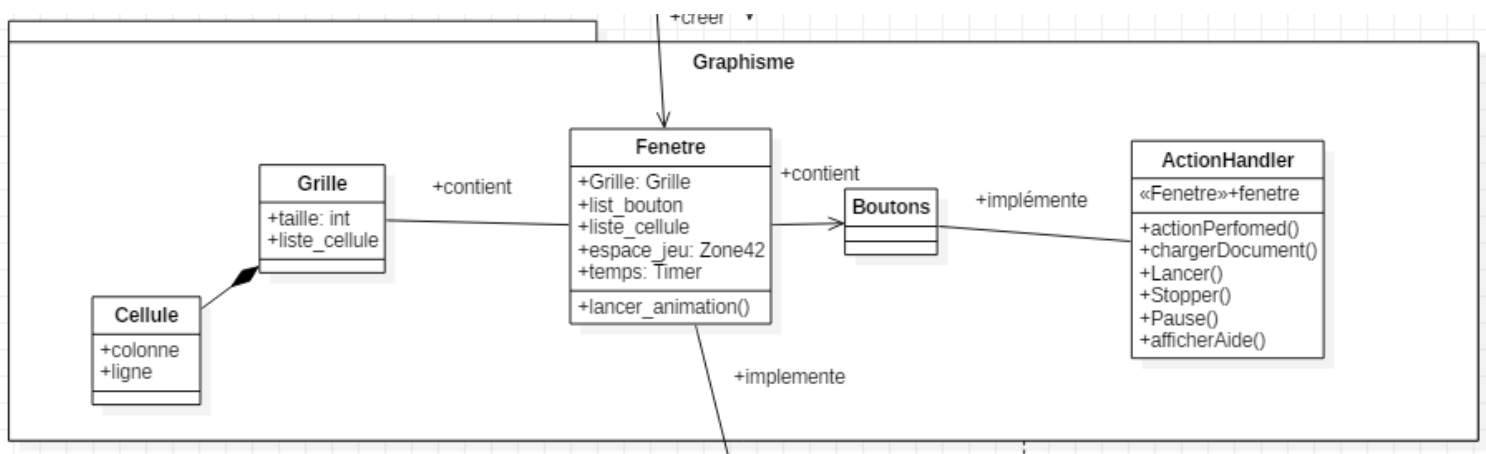 +creer
Graphisme
Grille
+taille: int
+liste_cellule
Cellule
+colonne
+ligne
+contient
Fenetre
+Grille: Grille
+list_bouton
+liste_cellule
+espace_jeu: Zone42
+temps: Timer
+lancer_animation()
+implemente
+contient
Boutons
+implémente
ActionHandler
«Fenetre»+fenetre
+actionPerfomed()
+chargerDocument()
+Lancer()
+Stopper()
+Pause()
+afficherAide()